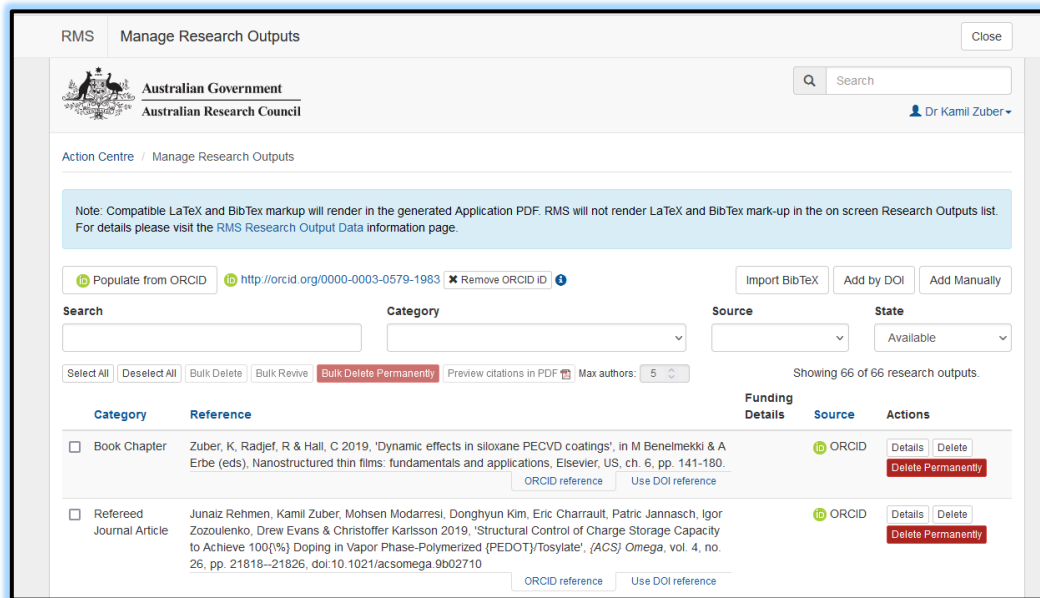 RMS Manage Research Outputs Close
Australian Government
Australian Research Council
Search
Dr Kamil Zuber
Action Centre / Manage Research Outputs
Note: Compatible LaTeX and BibTex markup will render in the generated Application PDF. RMS will not render LaTeX and BibTex mark-up in the on screen Research Outputs list.
For details please visit the RMS Research Output Data information page.
Populate from ORCID http://orcid.org/0000-0003-0579-1983 Remove ORCID iD Import BibTeX Add by DOI Add Manually
Search Category Source State
Available
Select All Deselect All Bulk Delete Bulk Revive Bulk Delete Permanently Preview citations in PDF Max authors: 5 Showing 66 of 66 research outputs.
Category Reference Funding Details Source Actions
Book Chapter Zuber, K, Radjef, R & Hall, C 2019, 'Dynamic effects in siloxane PECVD coatings', in M Benelmekki & A ORCID Details Delete
Erbe (eds), Nanostructured thin films: fundamentals and applications, Elsevier, US, ch. 6, pp. 141-180. Delete Permanently
ORCID reference Use DOI reference
Refereed Junaiz Rehmen, Kamil Zuber, Mohsen Modarresi, Donghyun Kim, Eric Charrault, Patric Jannasch, Igor ORCID Details Delete
Journal Article Zozoulenko, Drew Evans & Christoffer Karlsson 2019, 'Structural Control of Charge Storage Capacity Delete Permanently
to Achieve 100{\%} Doping in Vapor Phase-Polymerized {PEDOT}/Tosylate', {ACS} Omega, vol. 4, no.
26, pp. 21818--21826, doi:10.1021/acsomega.9b02710
ORCID reference Use DOI reference